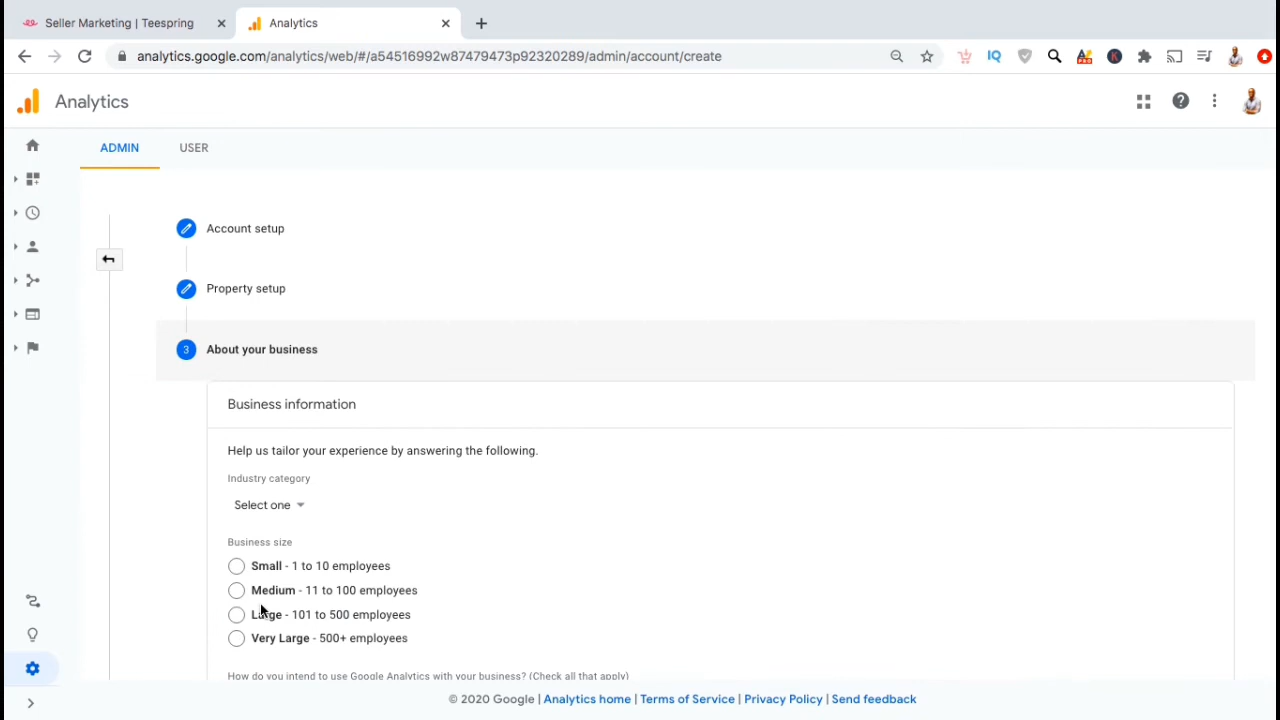 Seller Marketing | Teespring
Analytics
analytics.google.com/analytics/web/#/a54516992w87479473p92320289/admin/account/create
Analytics
ADMIN
USER
Account setup
Property setup
3 About your business
Business information
Help us tailor your experience by answering the following.
Industry category
Select one
Business size
Small - 1 to 10 employees
Medium - 11 to 100 employees
Large - 101 to 500 employees
Very Large - 500+ employees
How do you intend to use Google Analytics with your business? (Check all that apply)
© 2020 Google | Analytics home | Terms of Service | Privacy Policy | Send feedback